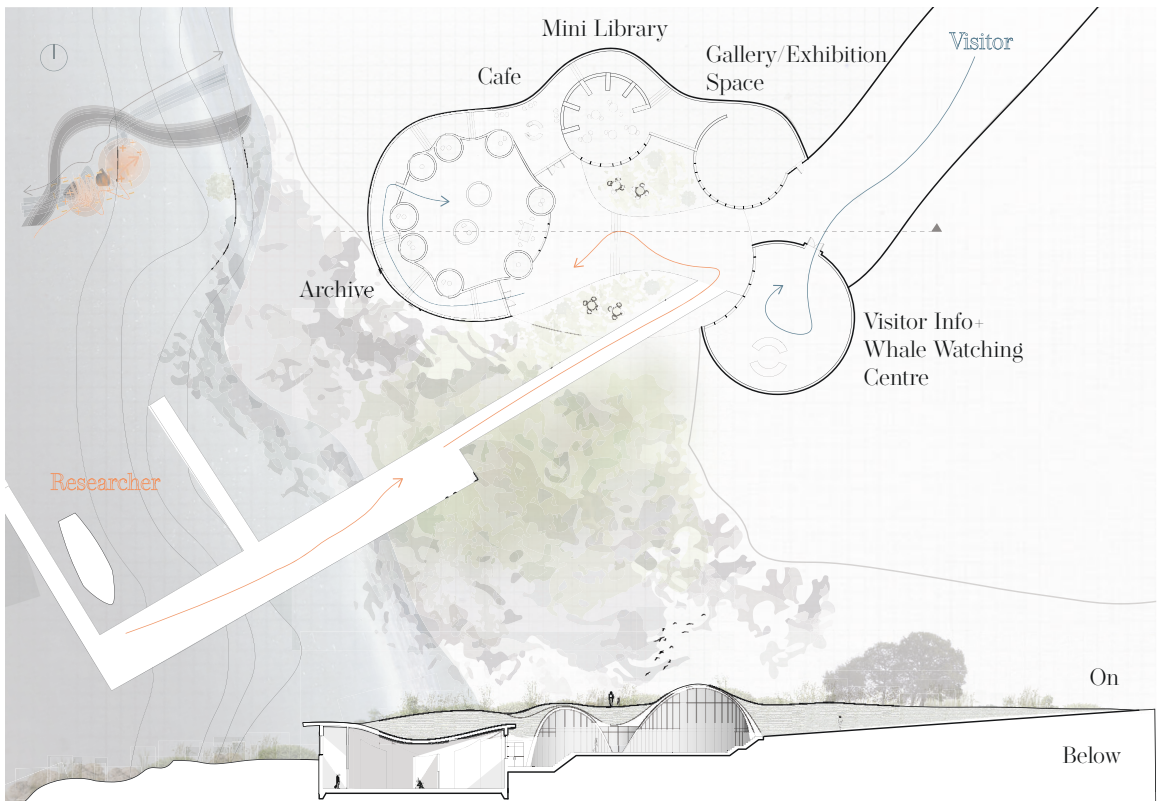 Mini Library
Visitor
Gallery/Exhibition
Space
Cafe
Archive
Visitor Info+
Whale Watching
Centre
Researcher
On
Below